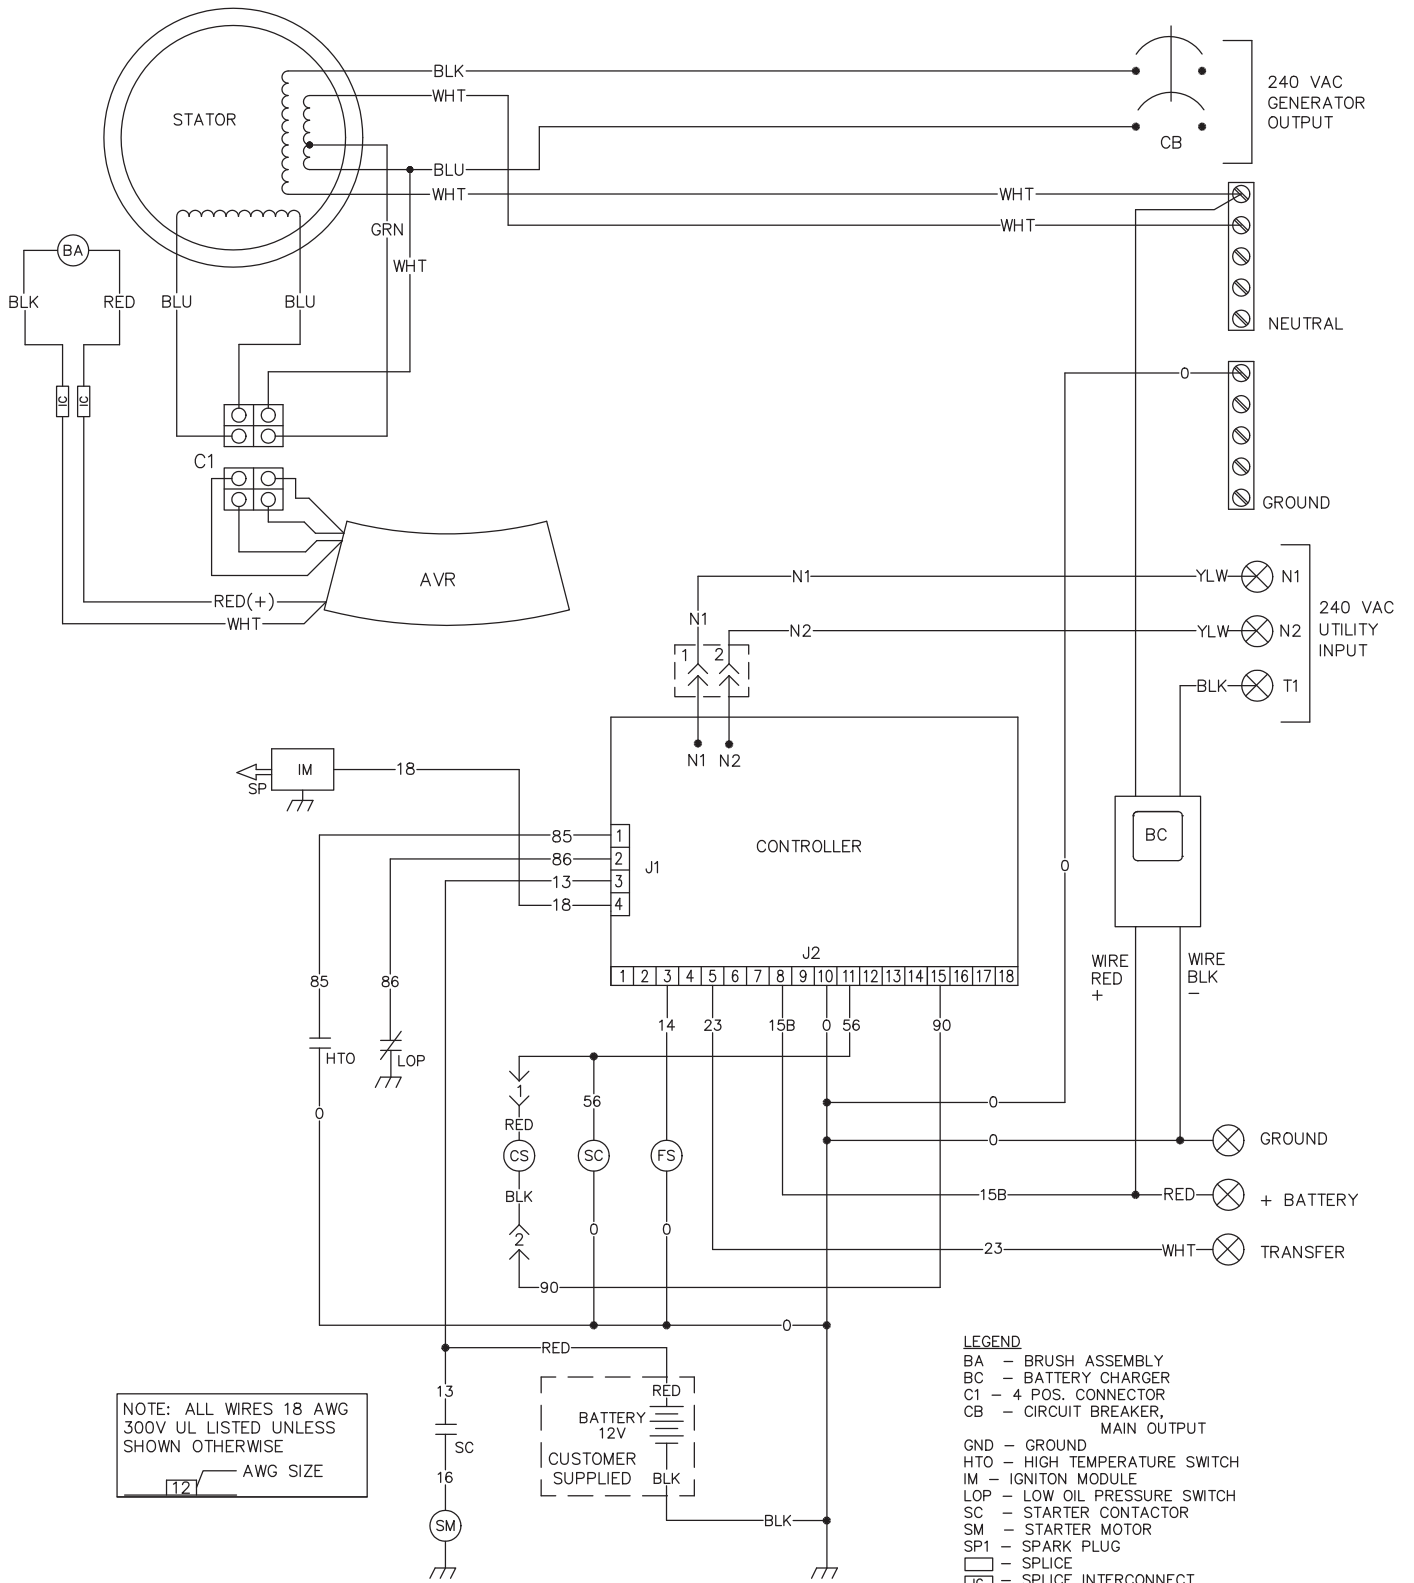 BLK
WHT
240 VAC
GENERATOR
OUTPUT
STATOR
CB
BLU
WHT
WHT
GRN
WHT
WHT
BA
BLK
RED
BLU
BLU
NEUTRAL
0
IC
IC
C1
GROUND
AVR
N1
YLW
N1
RED(+)
WHT
N1
240 VAC
UTILITY
INPUT
N2
YLW
N2
1
2
BLK
T1
N1
N2
IM
18
SP
85
1
86
2
13
3
18
4
J1
CONTROLLER
BC
0
J2
1 2 3 4 5 6 7 8 9 10 11 12 13 14 15 16 17 18
WIRE
RED
+
WIRE
BLK
-
85
86
14
23
15B
0
56
90
HTO
LOP
1
56
0
0
RED
CS
SC
FS
0
GROUND
BLK
15B
RED
+ BATTERY
0
0
2
23
WHT
TRANSFER
90
0
RED
13
SC
16
SM
RED
BATTERY
12V
CUSTOMER
SUPPLIED
BLK
BLK
NOTE: ALL WIRES 18 AWG
300V UL LISTED UNLESS
SHOWN OTHERWISE
AWG SIZE
12
LEGEND
BA - BRUSH ASSEMBLY
BC - BATTERY CHARGER
C1 - 4 POS. CONNECTOR
CB - CIRCUIT BREAKER,
MAIN OUTPUT
GND - GROUND
HTO - HIGH TEMPERATURE SWITCH
IM - IGNITON MODULE
LOP - LOW OIL PRESSURE SWITCH
SC - STARTER CONTACTOR
SM - STARTER MOTOR
SP1 - SPARK PLUG
- SPLICE
IC - SPLICE INTERCONNECT